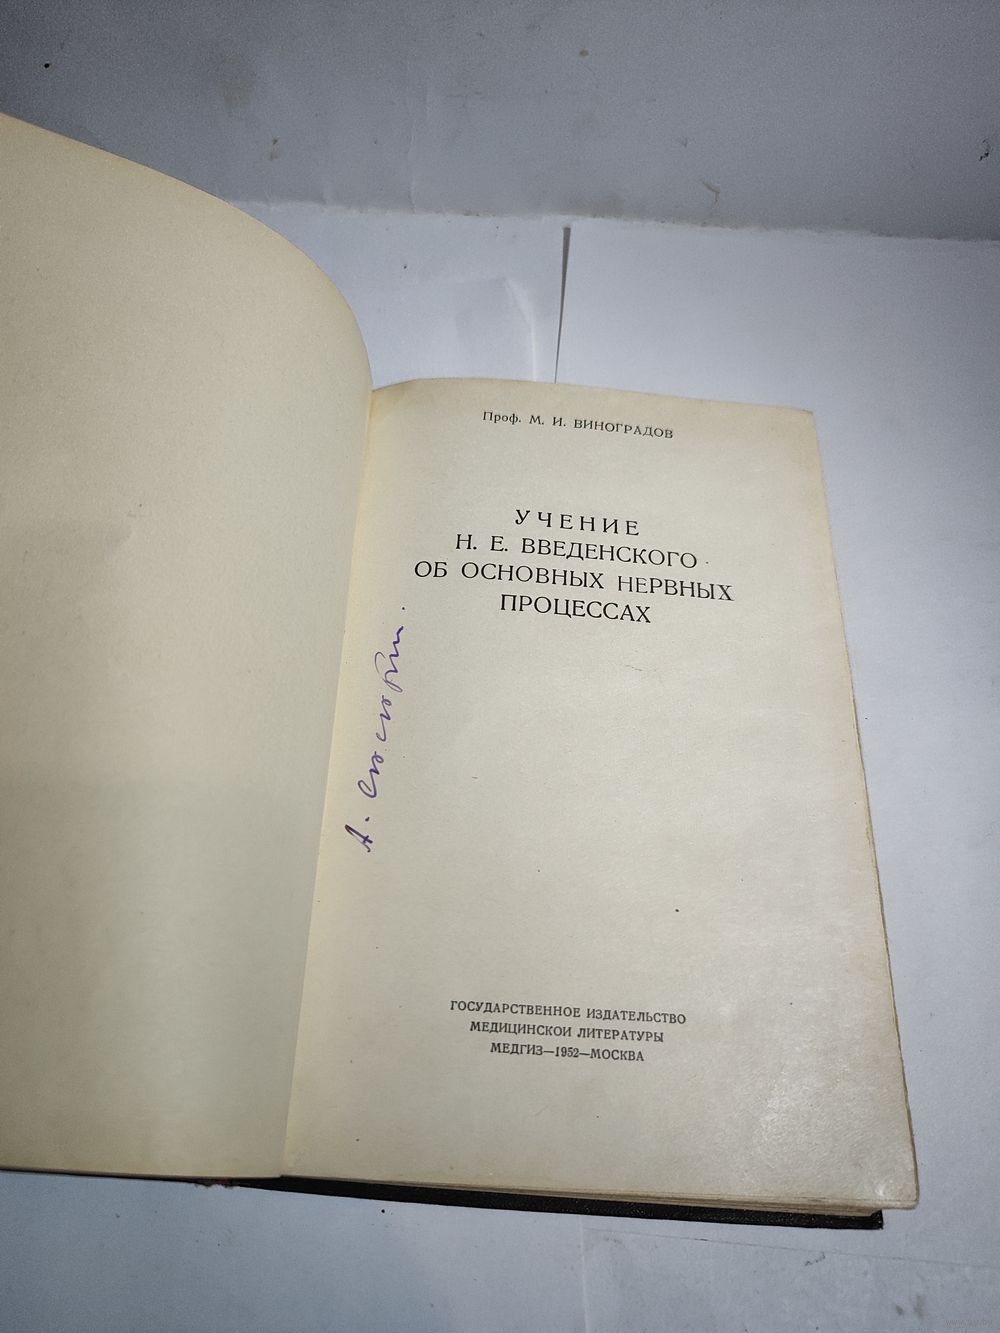 Проф. М. И. ВИНОГРАДОВ
УЧЕНИЕ
Н. Е. ВВЕДЕНСКОГО
ОБ ОСНОВНЫХ НЕРВНЫХ
ПРОЦЕССАХ
А.
ГОСУДАРСТВЕННОЕ ИЗДАТЕЛЬСТВО
МЕДИЦИНСКОЙ ЛИТЕРАТУРЫ
МЕДГИЗ—1952—МОСКВА